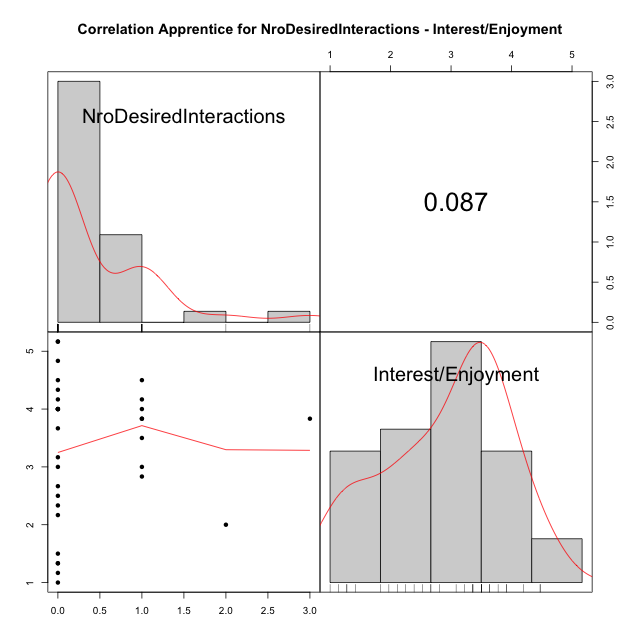 Correlation Apprentice for NroDesiredInteractions - Interest/Enjoyment
1 2 3 4 5
NroDesiredInteractions
0.087
3.0
2.5
2.0
1.5
1.0
0.5
0.0
Interest/Enjoyment
5
4
3
2
1
0.0 0.5 1.0 1.5 2.0 2.5 3.0